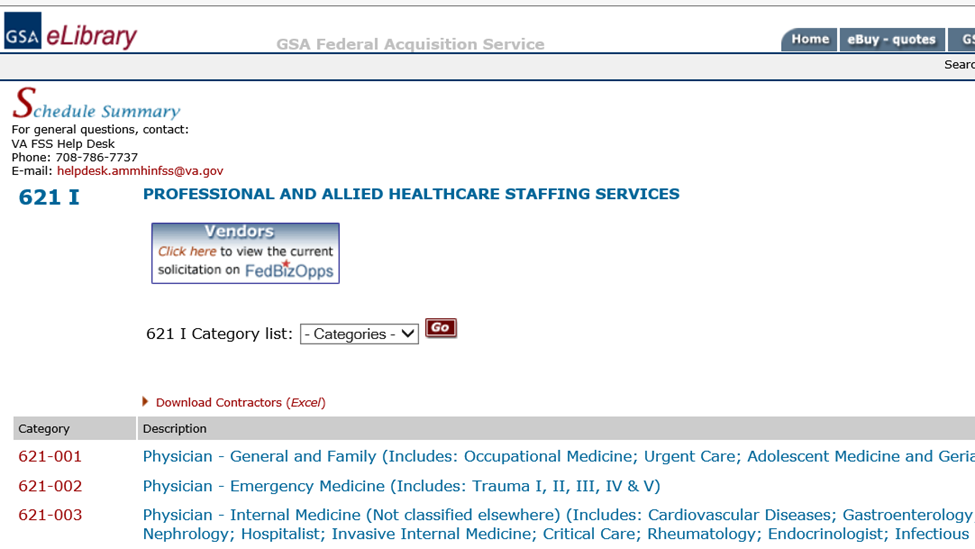 GSA eLibrary
GSA Federal Acquisition Service
Home
eBuy - quotes
Schedule Summary
For general questions, contact:
VA FSS Help Desk
Phone: 708-786-7737
E-mail: helpdesk.ammhinfss@va.gov
621 I PROFESSIONAL AND ALLIED HEALTHCARE STAFFING SERVICES
Vendors
Click here to view the current
solicitation on FedBizOpps
621 I Category list: - Categories - Go
Download Contractors (Excel)
Category Description
621-001 Physician - General and Family (Includes: Occupational Medicine; Urgent Care; Adolescent Medicine and
621-002 Physician - Emergency Medicine (Includes: Trauma I, II, III, IV & V)
621-003 Physician - Internal Medicine (Not classified elsewhere) (Includes: Cardiovascular Diseases; Gastroenterology
Nephrology; Hospitalist; Invasive Internal Medicine; Critical Care; Rheumatology; Endocrinologist; Infectious